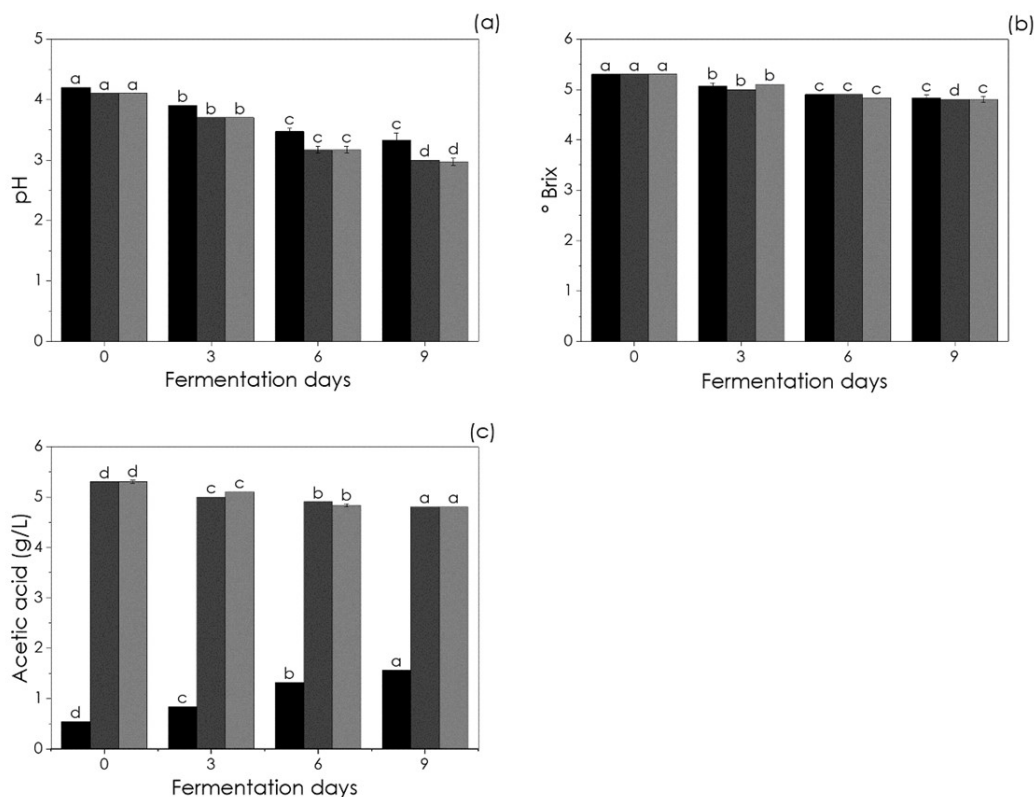 (a)
5
4
3
2
1
0
pH
a a a
b b b
c c c
c d d
0 3 6 9
Fermentation days
(b)
6
5
4
3
2
1
0
° Brix
a a a
b b b
c c c
c d c
0 3 6 9
Fermentation days
(c)
6
5
4
3
2
1
0
Acetic acid (g/L)
d d d
c c c
b b b
a a a
0 3 6 9
Fermentation days